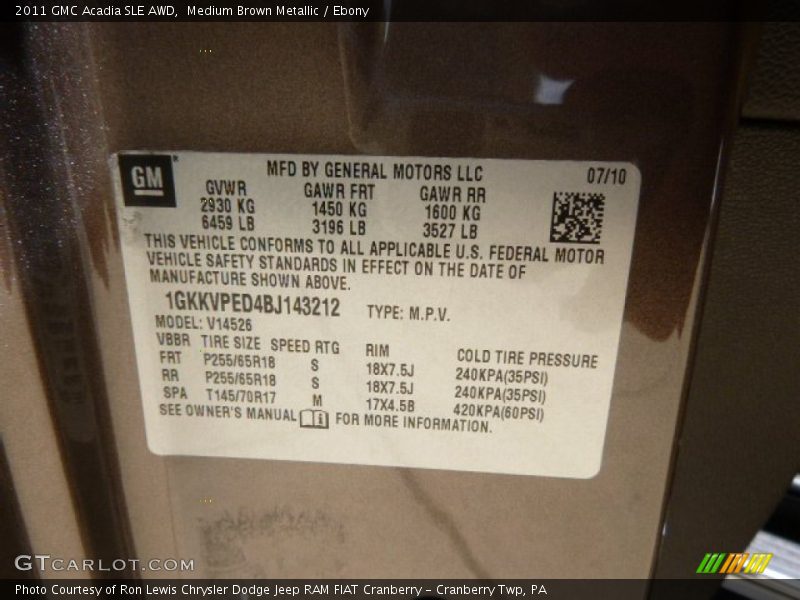 2011 GMC Acadia SLE AWD,  Medium Brown Metallic / Ebony
GM MFD BY GENERAL MOTORS LLC 07/10
GVWR GAWR FRT GAWR RR
2930 KG 1450 KG 1600 KG
6459 LB 3196 LB 3527 LB
THIS VEHICLE CONFORMS TO ALL APPLICABLE U.S. FEDERAL MOTOR
VEHICLE SAFETY STANDARDS IN EFFECT ON THE DATE OF
MANUFACTURE SHOWN ABOVE.
1GKKVPED4BJ143212 TYPE: M.P.V.
MODEL: V14526
VBBR TIRE SIZE SPEED RTG RIM COLD TIRE PRESSURE
FRT P255/65R18 S 18X7.5J 240KPA(35PSI)
RR P255/65R18 S 18X7.5J 240KPA(35PSI)
SPA T145/70R17 M 17X4.5B 420KPA(60PSI)
SEE OWNER'S MANUAL FOR MORE INFORMATION.
GTCARLOT.COM
Photo Courtesy of Ron Lewis Chrysler Dodge Jeep RAM FIAT Cranberry - Cranberry Twp, PA